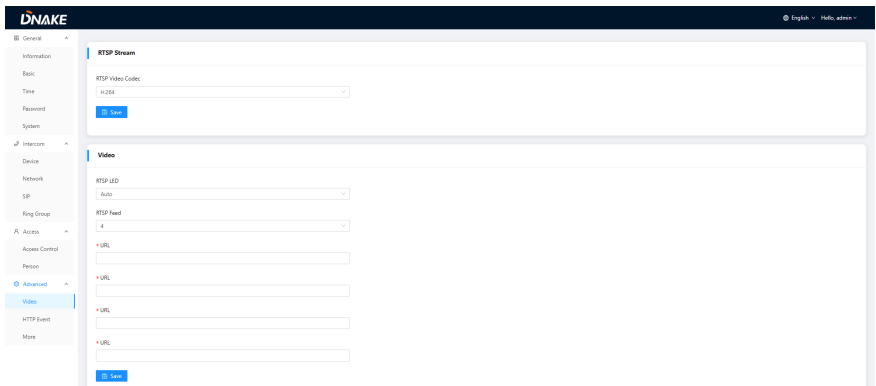 DNAKE
English
Hello, admin
General
Information
Basic
Time
Password
System
Intercom
Device
Network
SIP
Ring Group
Access
Access Control
Person
Advanced
Video
HTTP Event
More
RTSP Stream
RTSP Video Codec
H.264
Save
Video
RTSP LED
Auto
RTSP Feed
4
* URL
* URL
* URL
* URL
Save